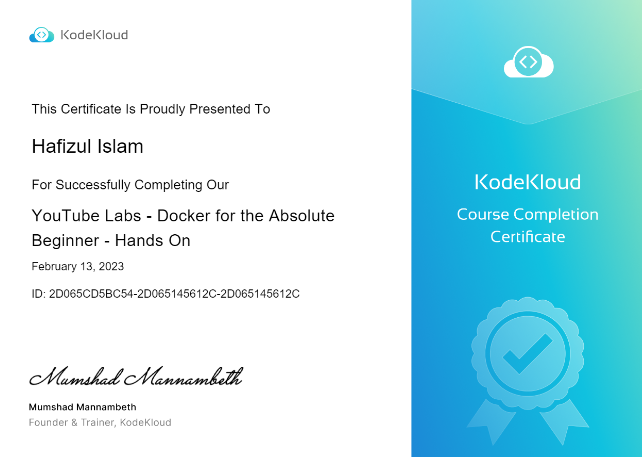 KodeKloud
This Certificate Is Proudly Presented To
Hafizul Islam
For Successfully Completing Our
YouTube Labs - Docker for the Absolute
Beginner - Hands On
February 13, 2023
ID: 2D065CD5BC54-2D065145612C-2D065145612C
Mumshad Mannambeth
Mumshad Mannambeth
Founder & Trainer, KodeKloud
KodeKloud
Course Completion
Certificate